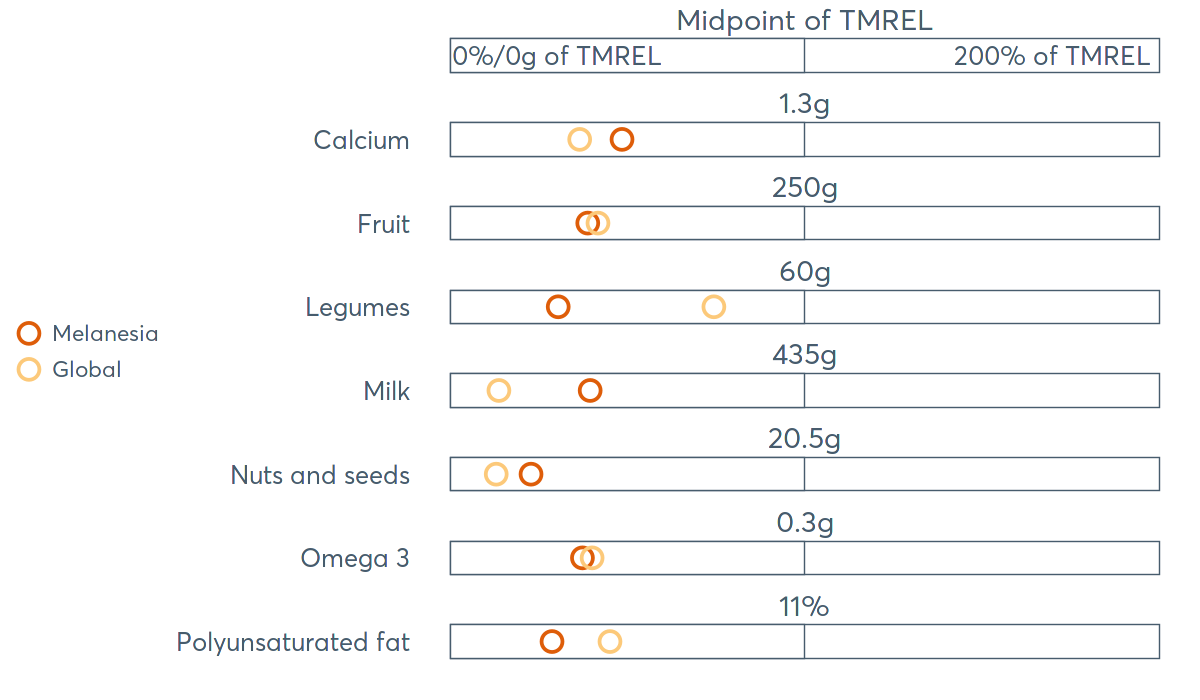 Midpoint of TMREL
0%/0g of TMREL
200% of TMREL
1.3g
Calcium
250g
Fruit
60g
Legumes
Melanesia
Global
435g
Milk
20.5g
Nuts and seeds
0.3g
Omega 3
11%
Polyunsaturated fat